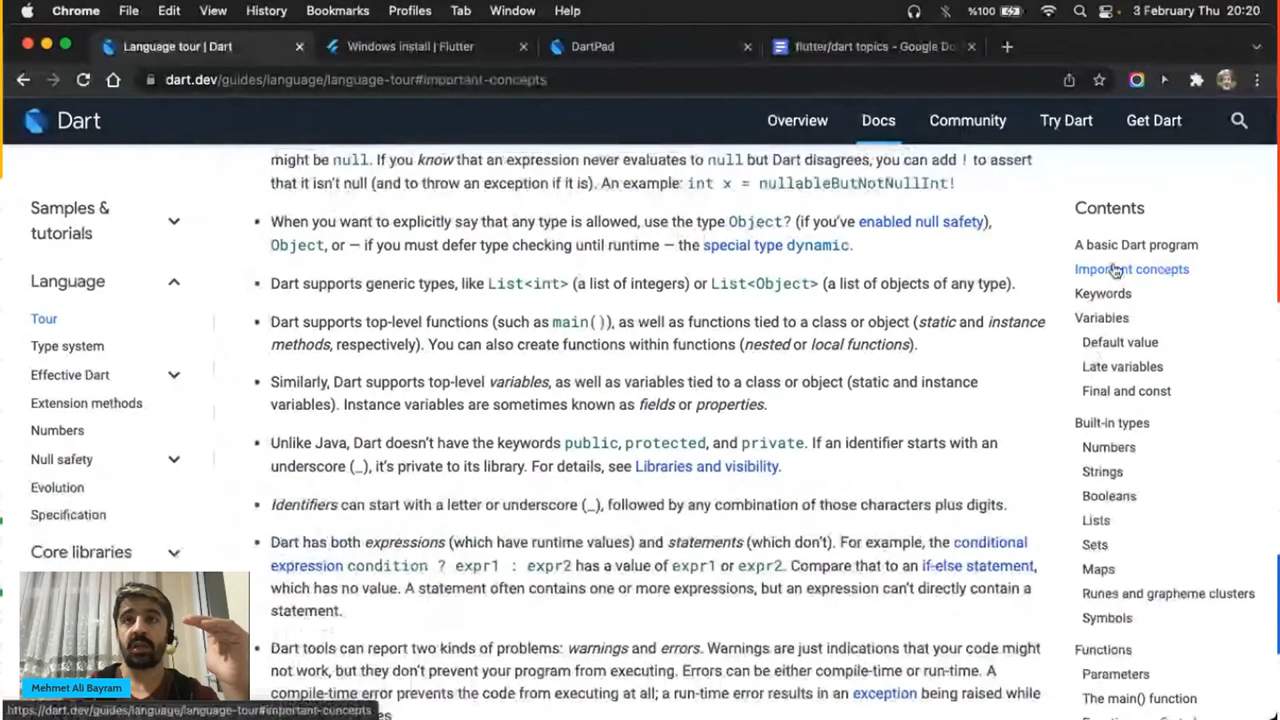 Chrome File Edit View History Bookmarks Profiles Tab Window Help %100 3 February Thu 20:20
Language tour | Dart Windows install | Flutter DartPad flutter/dart topics - Google Do
dart.dev/guides/language/language-tour#important-concepts
Dart Overview Docs Community Try Dart Get Dart
might be null. If you know that an expression never evaluates to null but Dart disagrees, you can add ! to assert
that it isn't null (and to throw an exception if it is). An example: int x = nullableButNotNullInt!
When you want to explicitly say that any type is allowed, use the type Object? (if you've enabled null safety),
Object, or — if you must defer type checking until runtime — the special type dynamic.
Dart supports generic types, like List<int> (a list of integers) or List<Object> (a list of objects of any type).
Dart supports top-level functions (such as main()), as well as functions tied to a class or object (static and instance
methods, respectively). You can also create functions within functions (nested or local functions).
Similarly, Dart supports top-level variables, as well as variables tied to a class or object (static and instance
variables). Instance variables are sometimes known as fields or properties.
Unlike Java, Dart doesn't have the keywords public, protected, and private. If an identifier starts with an
underscore (_), it's private to its library. For details, see Libraries and visibility.
Identifiers can start with a letter or underscore (_), followed by any combination of those characters plus digits.
Dart has both expressions (which have runtime values) and statements (which don't). For example, the conditional
expression condition ? expr1 : expr2 has a value of expr1 or expr2. Compare that to an if-else statement,
which has no value. A statement often contains one or more expressions, but an expression can't directly contain a
statement.
Dart tools can report two kinds of problems: warnings and errors. Warnings are just indications that your code might
not work, but they don't prevent your program from executing. Errors can be either compile-time or run-time. A
compile-time error prevents the code from executing at all; a run-time error results in an exception being raised while
Samples &
tutorials
Language
Tour
Type system
Effective Dart
Extension methods
Numbers
Null safety
Evolution
Specification
Core libraries
Contents
A basic Dart program
Important concepts
Keywords
Variables
Default value
Late variables
Final and const
Built-in types
Numbers
Strings
Booleans
Lists
Sets
Maps
Runes and grapheme clusters
Symbols
Functions
Parameters
The main() function
Mehmet Ali Bayram
https://dart.dev/guides/language/language-tour#important-concepts